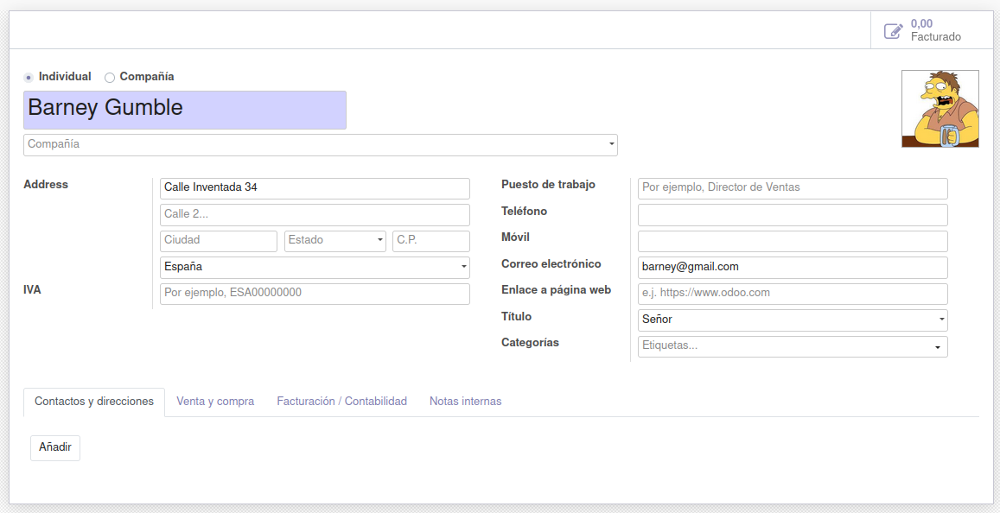 0,00
Facturado
Individual Compañía
Barney Gumble
Compañía
Address Calle Inventada 34
Calle 2...
Ciudad Estado C.P.
España
IVA Por ejemplo, ESA00000000
Puesto de trabajo Por ejemplo, Director de Ventas
Teléfono
Móvil
Correo electrónico barney@gmail.com
Enlace a página web e.j. https://www.odoo.com
Título Señor
Categorías Etiquetas...
Contactos y direcciones Venta y compra Facturación / Contabilidad Notas internas
Añadir